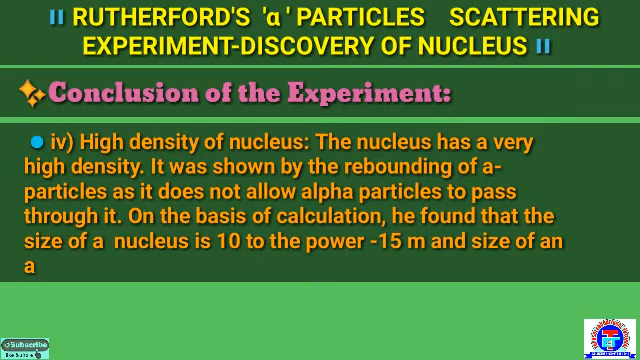 " RUTHERFORD'S 'α' PARTICLES SCATTERING
EXPERIMENT-DISCOVERY OF NUCLEUS "
Conclusion of the Experiment:
iv) High density of nucleus: The nucleus has a very
high density. It was shown by the rebounding of a-
particles as it does not allow alpha particles to pass
through it. On the basis of calculation, he found that the
size of a nucleus is 10 to the power -15 m and size of an
a
Subscribe